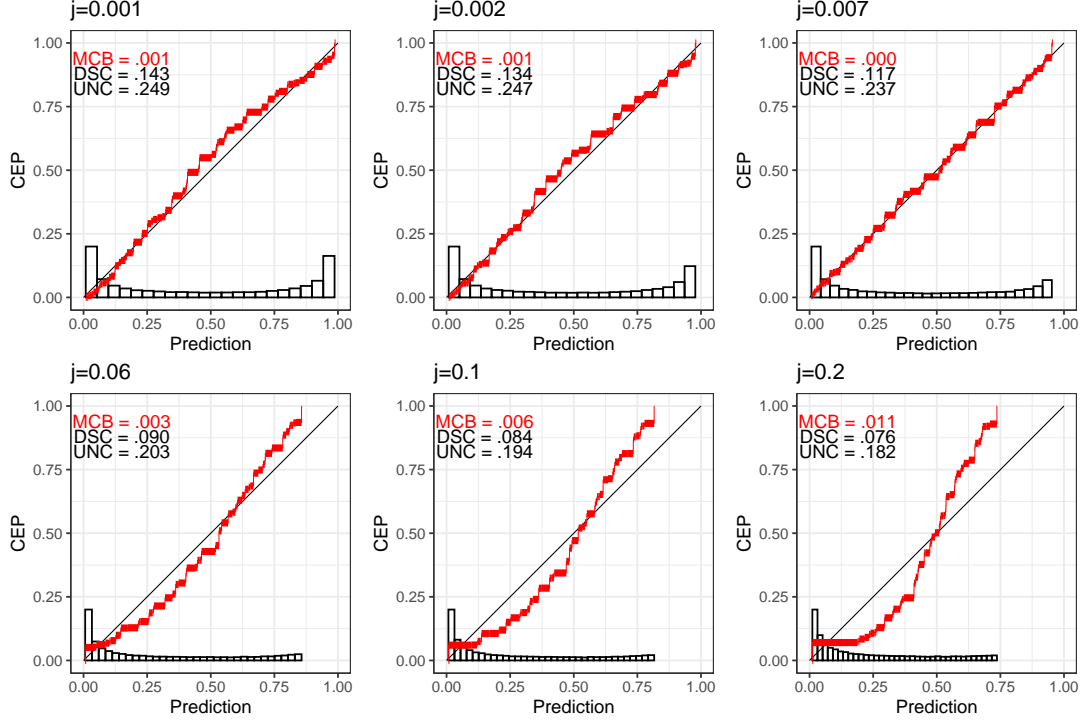 j=0.001
j=0.002
j=0.007
MCB = .001
DSC = .143
UNC = .249
MCB = .001
DSC = .134
UNC = .247
MCB = .000
DSC = .117
UNC = .237
1.00
0.75
0.50
0.25
0.00
CEP
0.00 0.25 0.50 0.75 1.00
Prediction
1.00
0.75
0.50
0.25
0.00
CEP
0.00 0.25 0.50 0.75 1.00
Prediction
1.00
0.75
0.50
0.25
0.00
CEP
0.00 0.25 0.50 0.75 1.00
Prediction
j=0.06
j=0.1
j=0.2
MCB = .003
DSC = .090
UNC = .203
MCB = .006
DSC = .084
UNC = .194
MCB = .011
DSC = .076
UNC = .182
1.00
0.75
0.50
0.25
0.00
CEP
0.00 0.25 0.50 0.75 1.00
Prediction
1.00
0.75
0.50
0.25
0.00
CEP
0.00 0.25 0.50 0.75 1.00
Prediction
1.00
0.75
0.50
0.25
0.00
CEP
0.00 0.25 0.50 0.75 1.00
Prediction